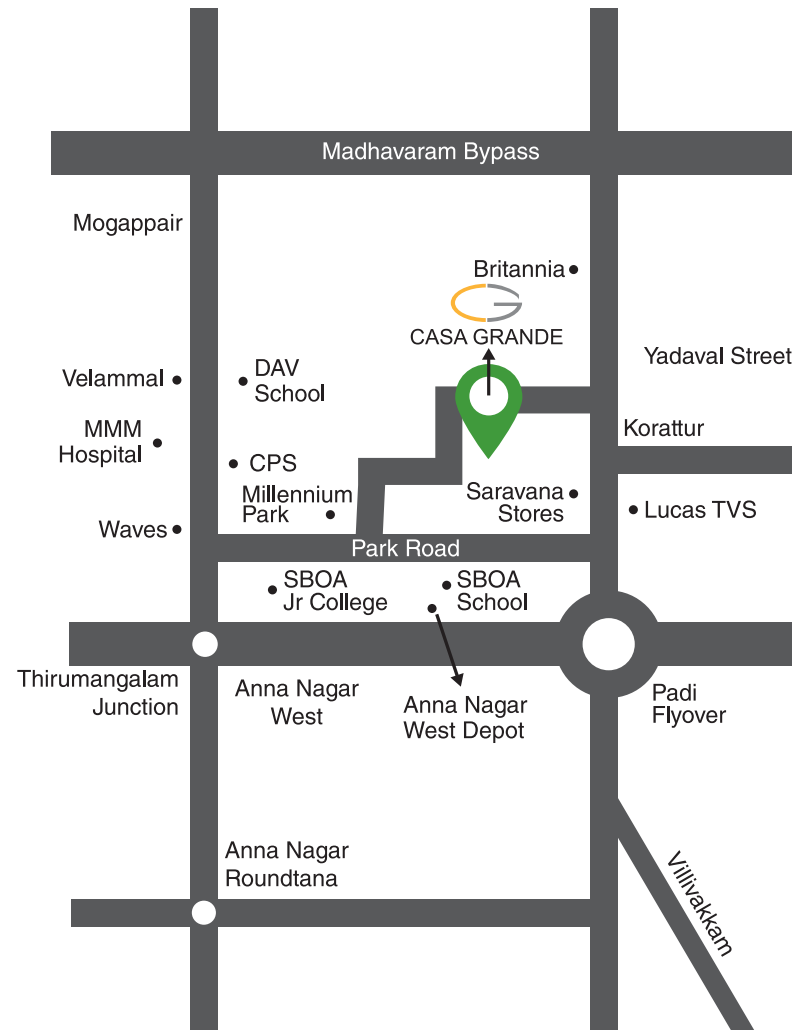 Madhavaram Bypass
Mogappair
Britannia
CASA GRANDE
Yadaval Street
Velammal
DAV
School
MMM
Hospital
Korattur
CPS
Millennium
Park
Saravana
Stores
Lucas TVS
Waves
Park Road
SBOA
Jr College
SBOA
School
Thirumangalam
Junction
Anna Nagar
West
Anna Nagar
West Depot
Padi
Flyover
Anna Nagar
Roundtana
Villivakkam